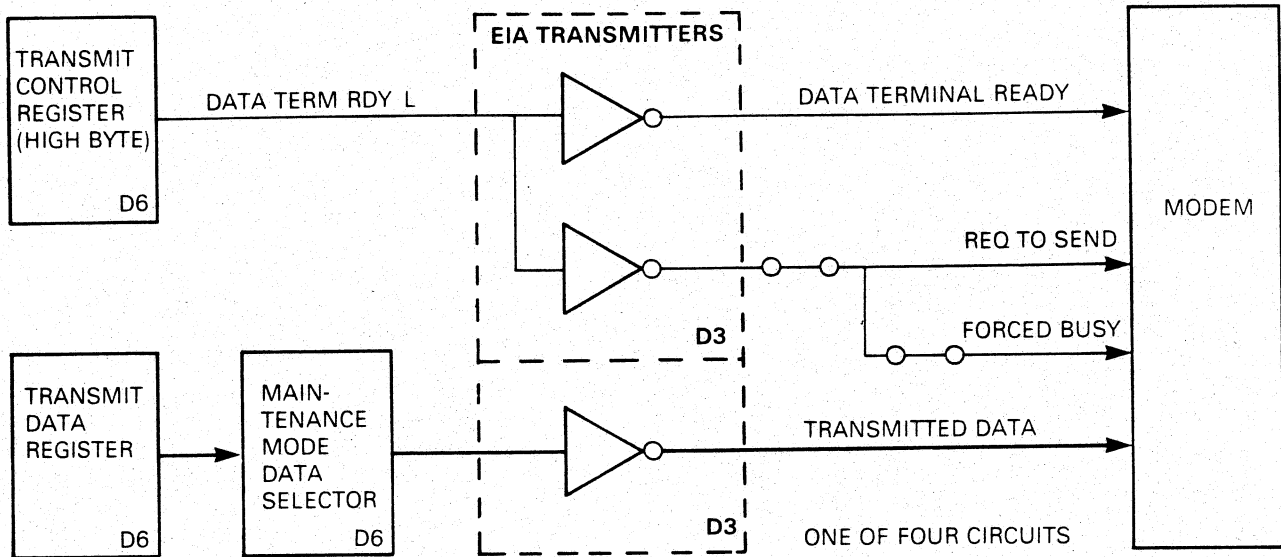 TRANSMIT
CONTROL
REGISTER
(HIGH BYTE)
D6
DATA TERM RDY L
EIA TRANSMITTERS
DATA TERMINAL READY
MODEM
REQ TO SEND
FORCED BUSY
D3
TRANSMIT
DATA
REGISTER
D6
MAIN-
TENANCE
MODE
DATA
SELECTOR
D6
TRANSMITTED DATA
D3
ONE OF FOUR CIRCUITS